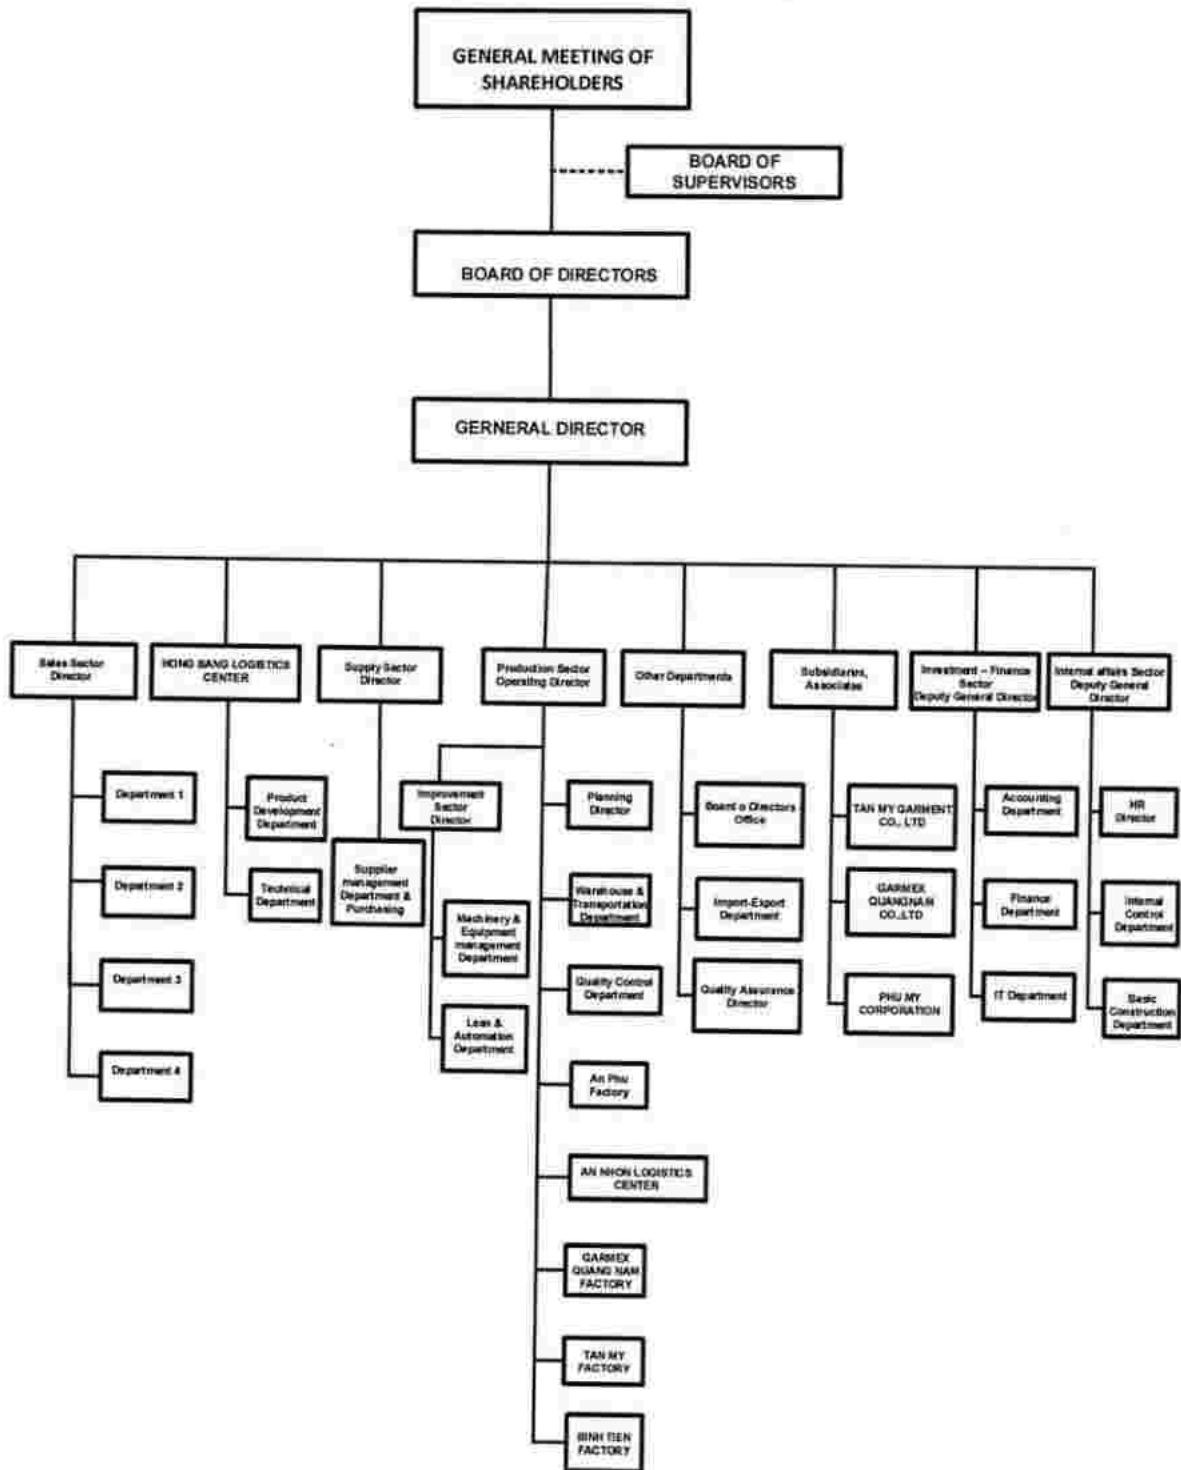 GENERAL MEETING OF
SHAREHOLDERS
BOARD OF
SUPERVISORS
BOARD OF DIRECTORS
GERNERAL DIRECTOR
Sales Sector
Director
HONG BANG LOGISTICS
CENTER
Supply Sector
Director
Production Sector
Operating Director
Other Departments
Subsidiaries,
Associates
Investment – Finance
Sector
Deputy General Director
Internal affairs Sector
Deputy General
Director
Department 1
Department 2
Department 3
Department 4
Product
Development
Department
Technical
Department
Supplier
management
Department &
Purchasing
Improvement
Sector
Director
Machinery &
Equipment
management
Department
Lean &
Automation
Department
Planning
Director
Warehouse &
Transportation
Department
Quality Control
Department
An Phu
Factory
AN NHON LOGISTICS
CENTER
GARMEX
QUANG NAM
FACTORY
TAN MY
FACTORY
BINH TIEN
FACTORY
Board o Directors
Office
Import-Export
Department
Quality Assurance
Director
TAN MY GARMENT
CO., LTD
GARMEX
QUANGNAM
CO.,LTD
PHU MY
CORPORATION
Accounting
Department
Finance
Department
IT Department
HR
Director
Internal
Control
Department
Basic
Construction
Department